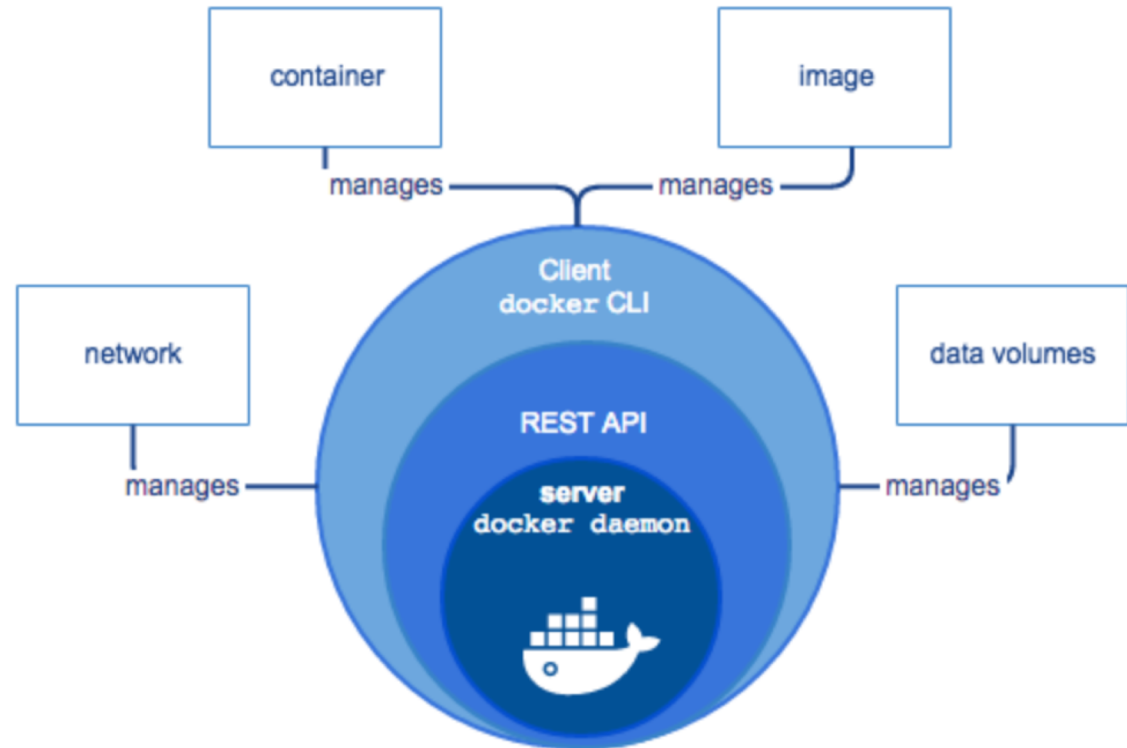 container
image
manages
manages
Client
docker CLI
network
data volumes
REST API
manages
server
manages
docker daemon